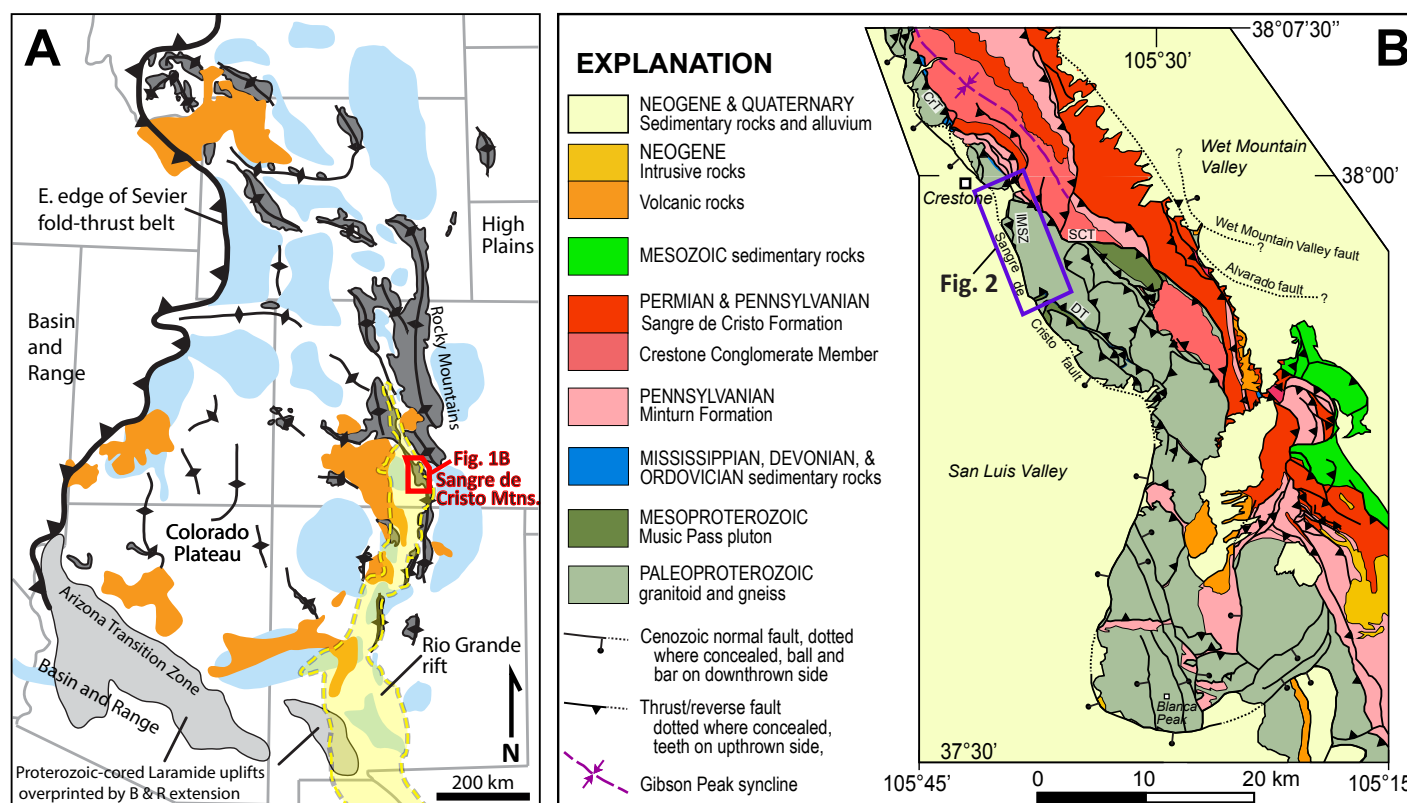 A
E. edge of Sevier
fold-thrust belt
High
Plains
Basin
and
Range
Rocky Mountains
Fig. 1B
Sangre de
Cristo Mtns.
Colorado
Plateau
Arizona Transition Zone
Basin and Range
Rio Grande
rift
N
Proterozoic-cored Laramide uplifts
overprinted by B & R extension
200 km
EXPLANATION
NEOGENE & QUATERNARY
Sedimentary rocks and alluvium
NEOGENE
Intrusive rocks
Volcanic rocks
MESOZOIC sedimentary rocks
PERMIAN & PENNSYLVANIAN
Sangre de Cristo Formation
Crestone Conglomerate Member
PENNSYLVANIAN
Minturn Formation
MISSISSIPPIAN, DEVONIAN, &
ORDOVICIAN sedimentary rocks
MESOPROTEROZOIC
Music Pass pluton
PALEOPROTEROZOIC
granitoid and gneiss
Cenozoic normal fault, dotted
where concealed, ball and
bar on downthrown side
Thrust/reverse fault
dotted where concealed,
teeth on upthrown side,
Gibson Peak syncline
B
38°07'30"
105°30'
CrT
Wet Mountain
Valley
?
38°00'
Crestone
IMSZ
SCT
Wet Mountain Valley fault
?
Alvarado fault
?
Fig. 2
Sangre de
Cristo
fault
DT
San Luis Valley
Blanca
Peak
37°30'
105°45'
0
10
20 km
105°15'